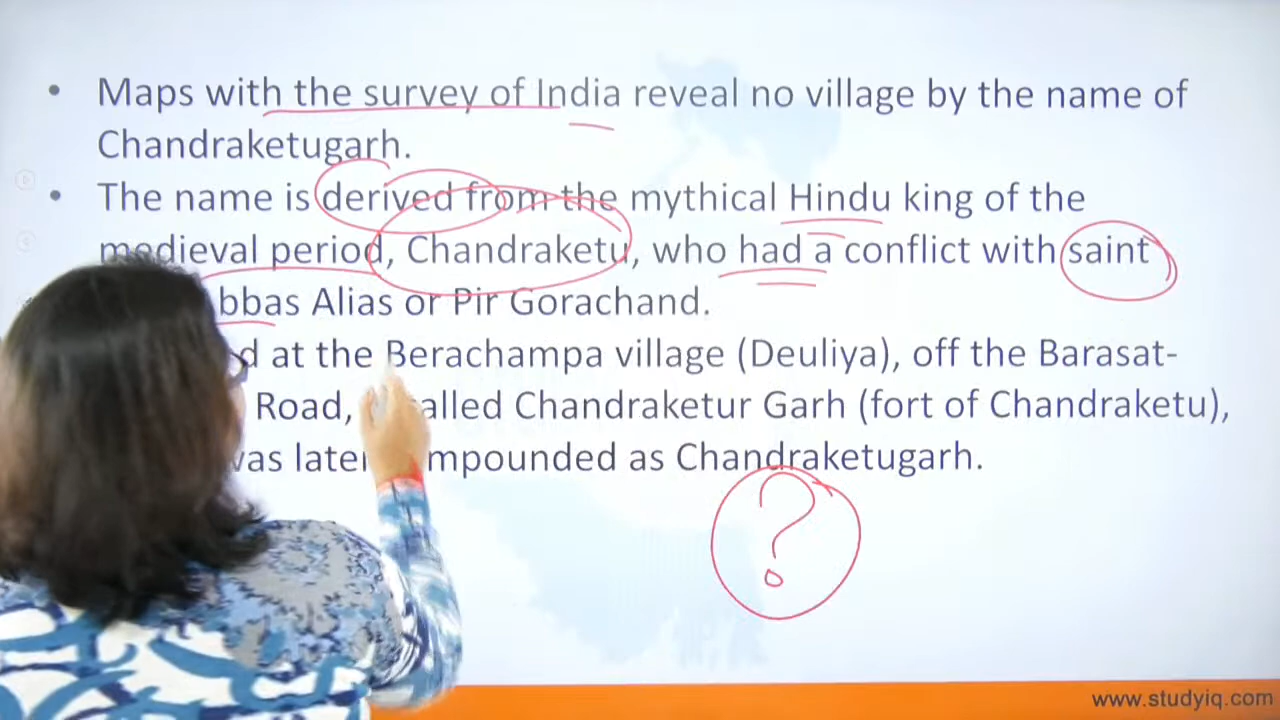 • Maps with the survey of India reveal no village by the name of
Chandraketugarh.
• The name is derived from the mythical Hindu king of the
medieval period, Chandraketu, who had a conflict with saint
bbas Alias or Pir Gorachand.
d at the Berachampa village (Deuliya), off the Barasat-
Road, called Chandraketur Garh (fort of Chandraketu),
was later mpounded as Chandraketugarh.
?
www.studyiq.com